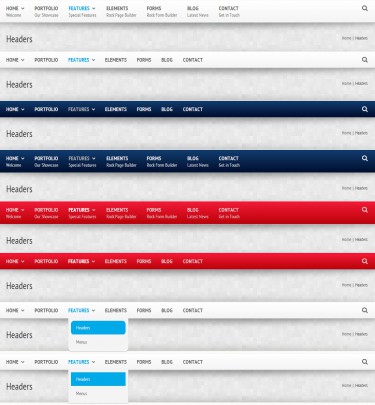 HOME PORTFOLIO FEATURES ELEMENTS FORMS BLOG CONTACT
Welcome Our Showcase Special Features Rock Page Builder Rock Form Builder Latest News Get in Touch
Headers Home | Headers
HOME PORTFOLIO FEATURES ELEMENTS FORMS BLOG CONTACT
Headers Home | Headers
HOME PORTFOLIO FEATURES ELEMENTS FORMS BLOG CONTACT
Headers Home | Headers
HOME PORTFOLIO FEATURES ELEMENTS FORMS BLOG CONTACT
Welcome Our Showcase Special Features Rock Page Builder Rock Form Builder Latest News Get in Touch
Headers Home | Headers
HOME PORTFOLIO FEATURES ELEMENTS FORMS BLOG CONTACT
Welcome Our Showcase Special Features Rock Page Builder Rock Form Builder Latest News Get in Touch
Headers Home | Headers
HOME PORTFOLIO FEATURES ELEMENTS FORMS BLOG CONTACT
Headers Home | Headers
HOME PORTFOLIO FEATURES ELEMENTS FORMS BLOG CONTACT
Headers
Headers Home | Headers
Menus
HOME PORTFOLIO FEATURES ELEMENTS FORMS BLOG CONTACT
Headers
Headers Home | Headers
Menus